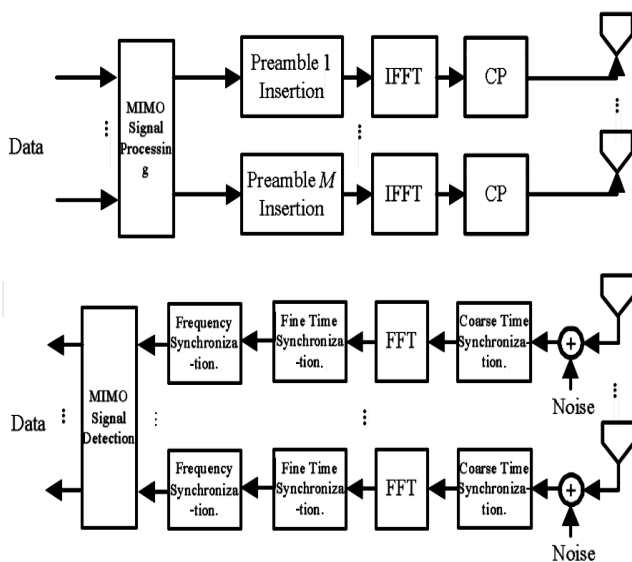 Data
MIMO
Signal
Processin
g
Preamble 1
Insertion
IFFT
CP
Preamble M
Insertion
IFFT
CP
Data
MIMO
Signal
Detection
Frequency
Synchroniza
-tion.
Fine Time
Synchroniza
-tion.
FFT
Coarse Time
Synchroniza-
tion.
Noise
Frequency
Synchroniza
-tion.
Fine Time
Synchroniza
-tion.
FFT
Coarse Time
Synchroniza-
tion.
Noise